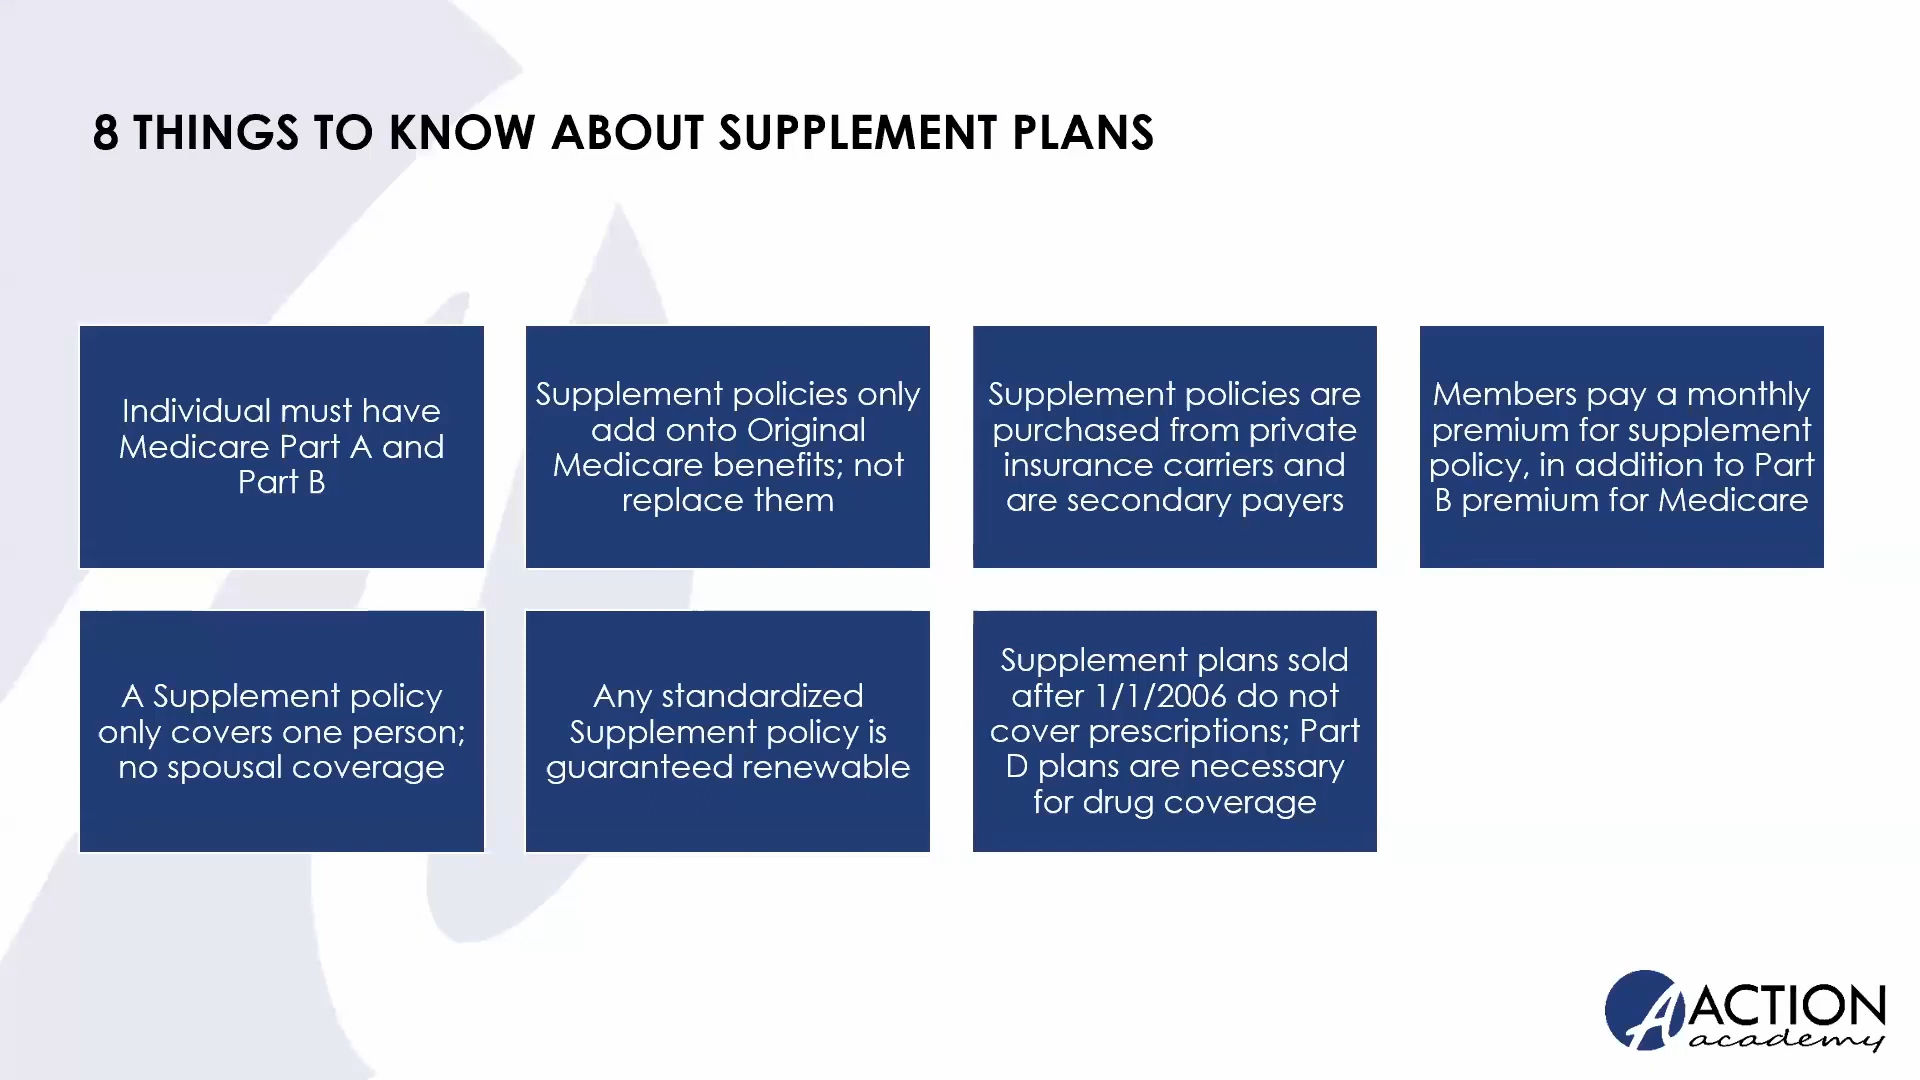 8 THINGS TO KNOW ABOUT SUPPLEMENT PLANS
Individual must have
Medicare Part A and
Part B
Supplement policies only
add onto Original
Medicare benefits; not
replace them
Supplement policies are
purchased from private
insurance carriers and
are secondary payers
Members pay a monthly
premium for supplement
policy, in addition to Part
B premium for Medicare
A Supplement policy
only covers one person;
no spousal coverage
Any standardized
Supplement policy is
guaranteed renewable
Supplement plans sold
after 1/1/2006 do not
cover prescriptions; Part
D plans are necessary
for drug coverage
A ACTION
academy